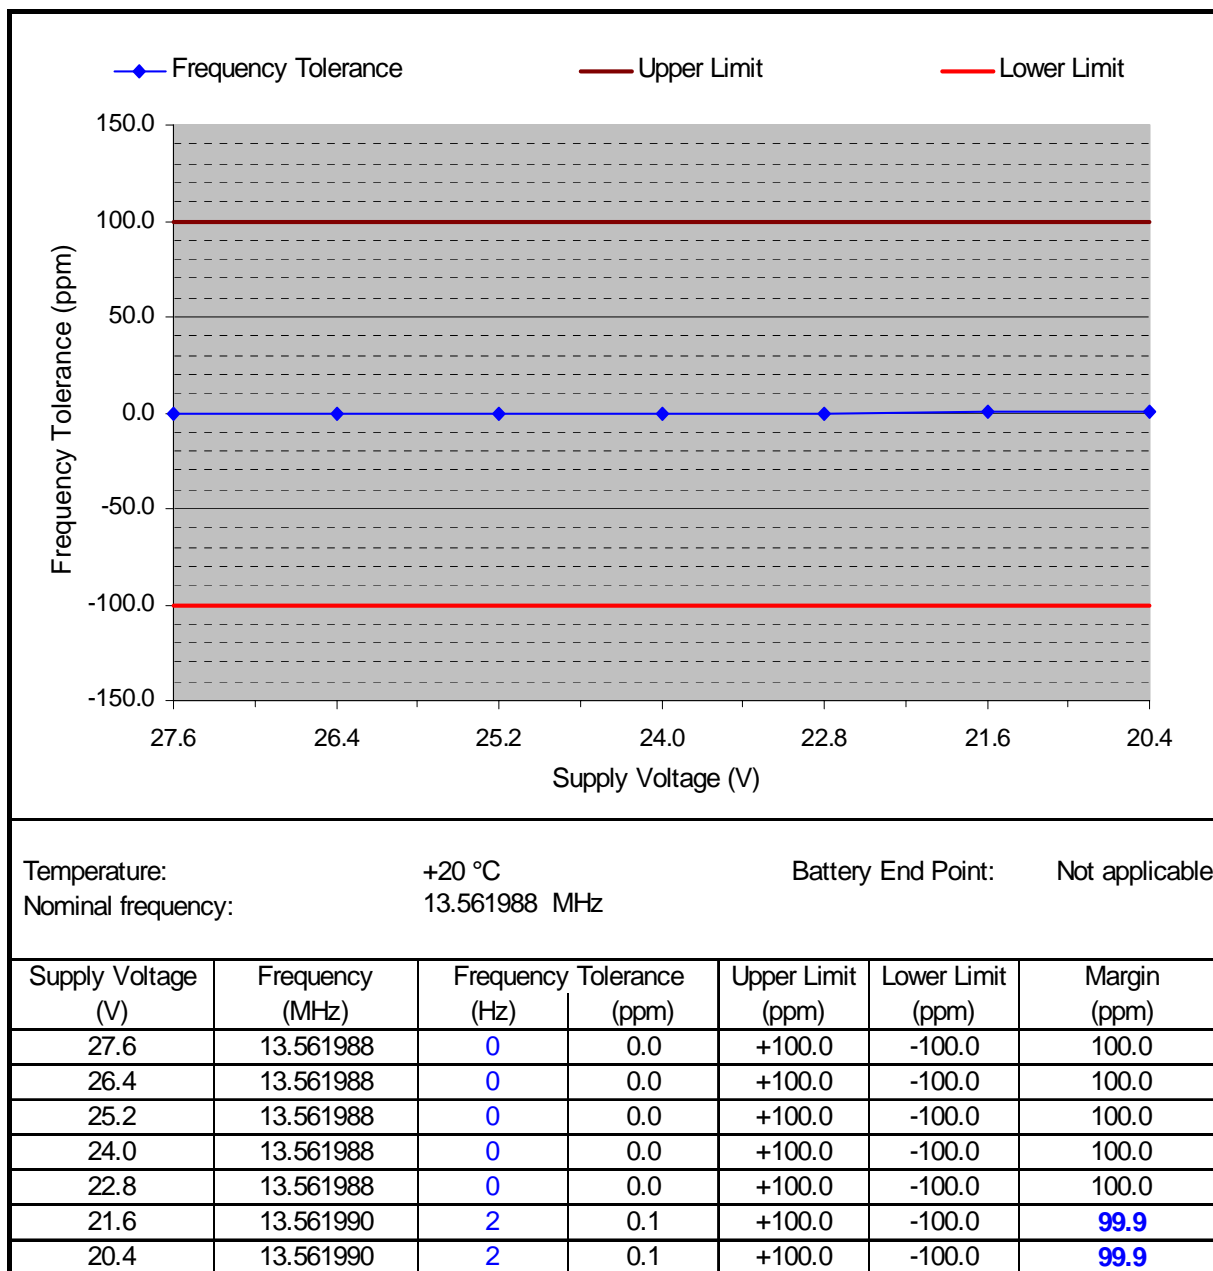 Frequency Tolerance Upper Limit Lower Limit
150.0
100.0
50.0
0.0
-50.0
-100.0
-150.0
Frequency Tolerance (ppm)
27.6 26.4 25.2 24.0 22.8 21.6 20.4
Supply Voltage (V)
Temperature: +20 °C Battery End Point: Not applicable
Nominal frequency: 13.561988 MHz
Supply Voltage Frequency Frequency Tolerance Upper Limit Lower Limit Margin
(V) (MHz) (Hz) (ppm) (ppm) (ppm) (ppm)
27.6 13.561988 0 0.0 +100.0 -100.0 100.0
26.4 13.561988 0 0.0 +100.0 -100.0 100.0
25.2 13.561988 0 0.0 +100.0 -100.0 100.0
24.0 13.561988 0 0.0 +100.0 -100.0 100.0
22.8 13.561988 0 0.0 +100.0 -100.0 100.0
21.6 13.561990 2 0.1 +100.0 -100.0 99.9
20.4 13.561990 2 0.1 +100.0 -100.0 99.9